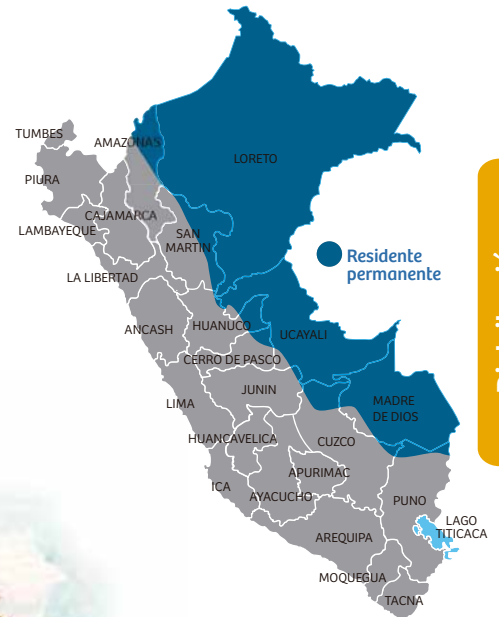 TUMBES
AMAZONAS
LORETO
PIURA
CAJAMARCA
LAMBAYEQUE
SAN
MARTIN
Residente
permanente
LA LIBERTAD
HUANUCO
ANCASH
UCAYALI
CERRO DE PASCO
JUNIN
LIMA
MADRE
DE DIOS
HUANCAVELICA
CUZCO
APURIMAC
ICA
AYACUCHO
PUNO
LAGO
TITICACA
AREQUIPA
MOQUEGUA
TACNA